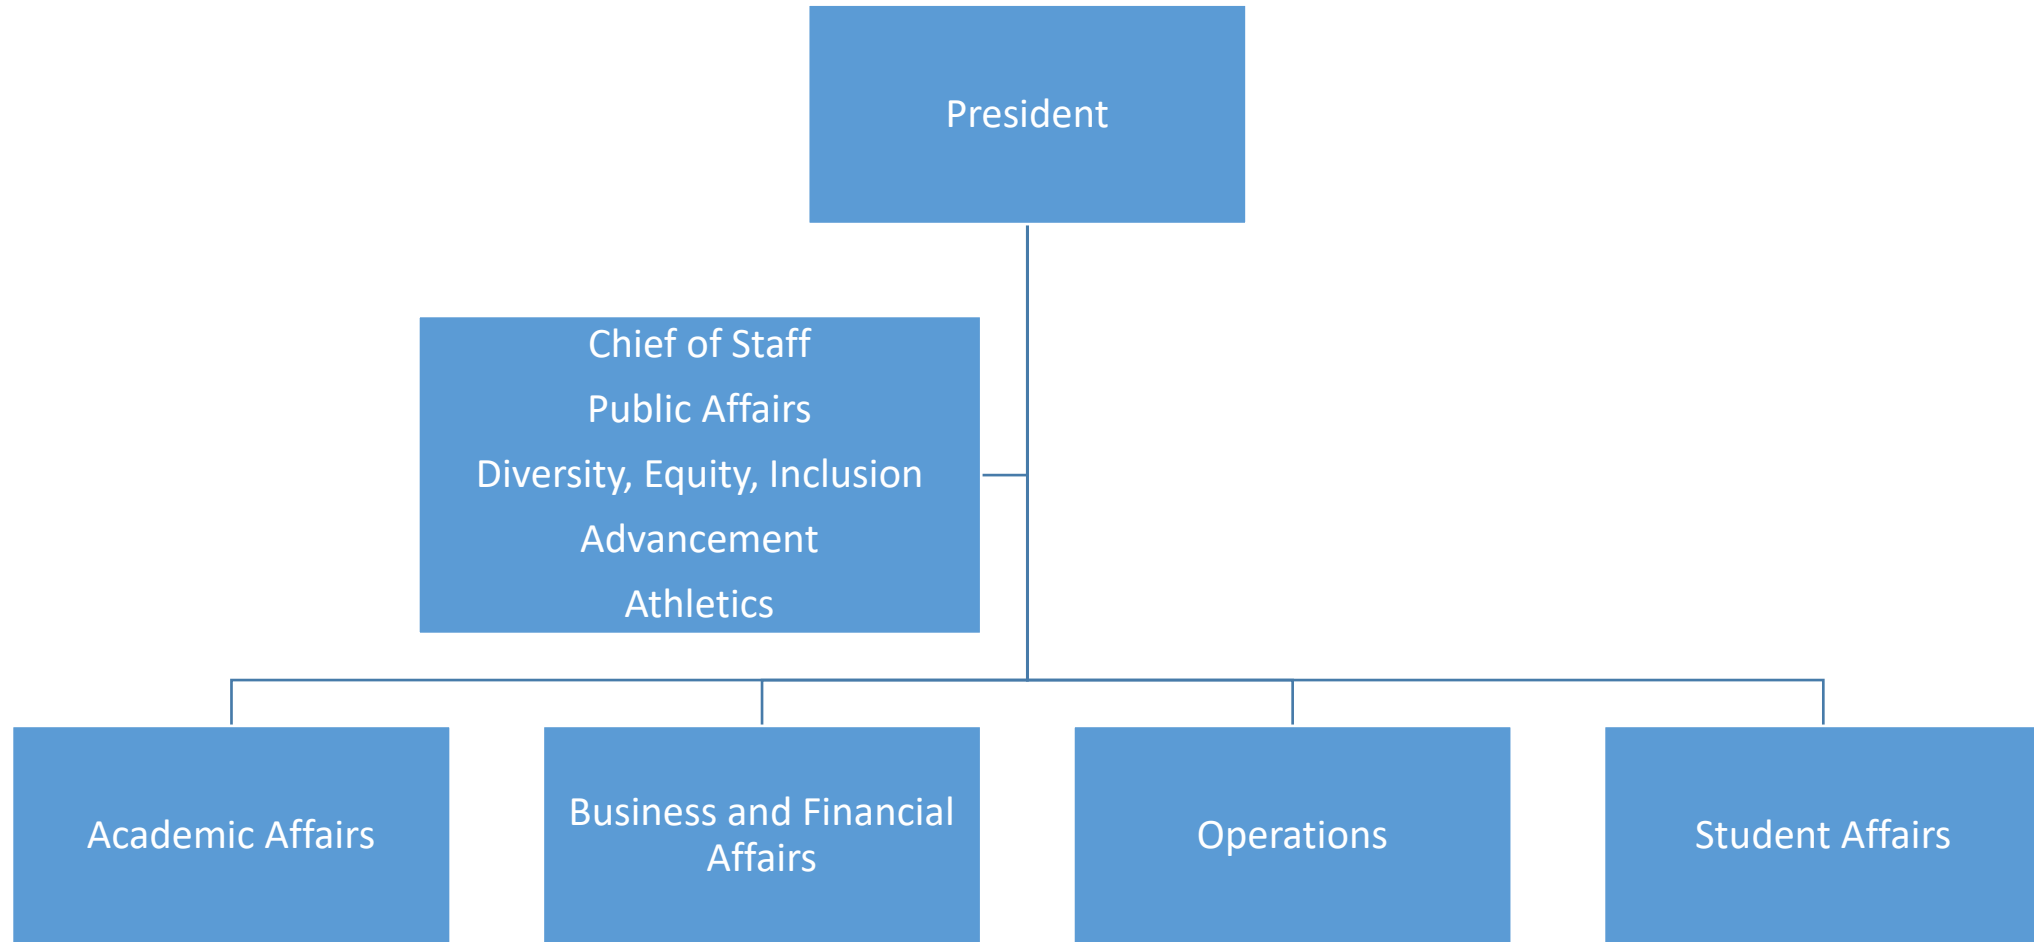 President
Chief of Staff
Public Affairs
Diversity, Equity, Inclusion
Advancement
Athletics
Academic Affairs
Business and Financial
Affairs
Operations
Student Affairs